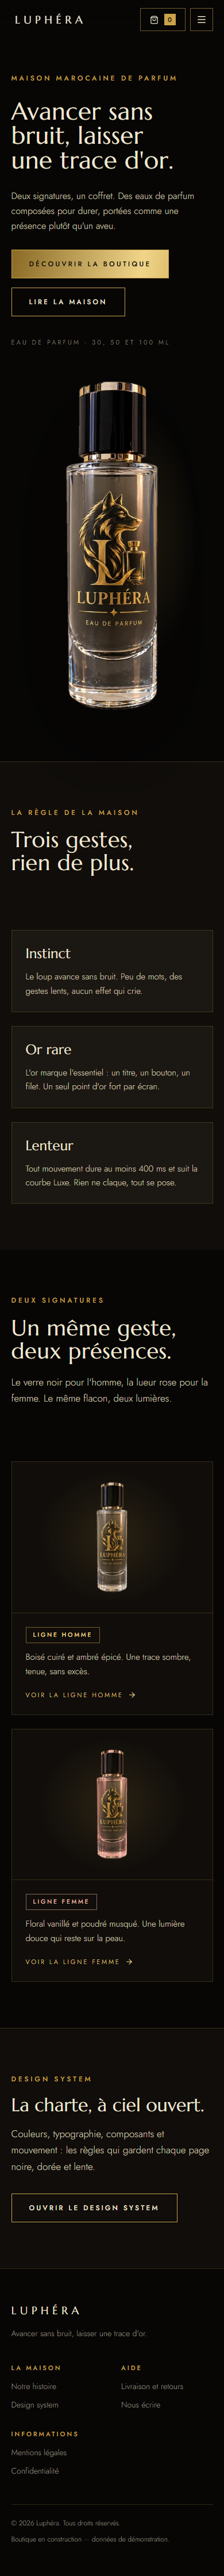 LUPHÉRA
0
MAISON MAROCAINE DE PARFUM
Avancer sans
bruit, laisser
une trace d'or.
Deux signatures, un coffret. Des eaux de parfum
composées pour durer, portées comme une
présence plutôt qu'un aveu.
DÉCOUVRIR LA BOUTIQUE
LIRE LA MAISON
EAU DE PARFUM · 30, 50 ET 100 ML
LUPHÉRA
EAU DE PARFUM
LA RÈGLE DE LA MAISON
Trois gestes,
rien de plus.
Instinct
Le loup avance sans bruit. Peu de mots, des
gestes lents, aucun effet qui crie.
Or rare
L'or marque l'essentiel : un titre, un bouton, un
filet. Un seul point d'or fort par écran.
Lenteur
Tout mouvement dure au moins 400 ms et suit la
courbe Luxe. Rien ne claque, tout se pose.
DEUX SIGNATURES
Un même geste,
deux présences.
Le verre noir pour l'homme, la lueur rose pour la
femme. Le même flacon, deux lumières.
LUPHÉRA
LIGNE HOMME
Boisé cuiré et ambré épicé. Une trace sombre,
tenue, sans excès.
VOIR LA LIGNE HOMME →
LUPHÉRA
LIGNE FEMME
Floral vanillé et poudré musqué. Une lumière
douce qui reste sur la peau.
VOIR LA LIGNE FEMME →
DESIGN SYSTEM
La charte, à ciel ouvert.
Couleurs, typographie, composants et
mouvement : les règles qui gardent chaque page
noire, dorée et lente.
OUVRIR LE DESIGN SYSTEM
LUPHÉRA
Avancer sans bruit, laisser une trace d'or.
LA MAISON
Notre histoire
Design system
AIDE
Livraison et retours
Nous écrire
INFORMATIONS
Mentions légales
Confidentialité
© 2026 Luphéra. Tous droits réservés.
Boutique en construction — données de démonstration.